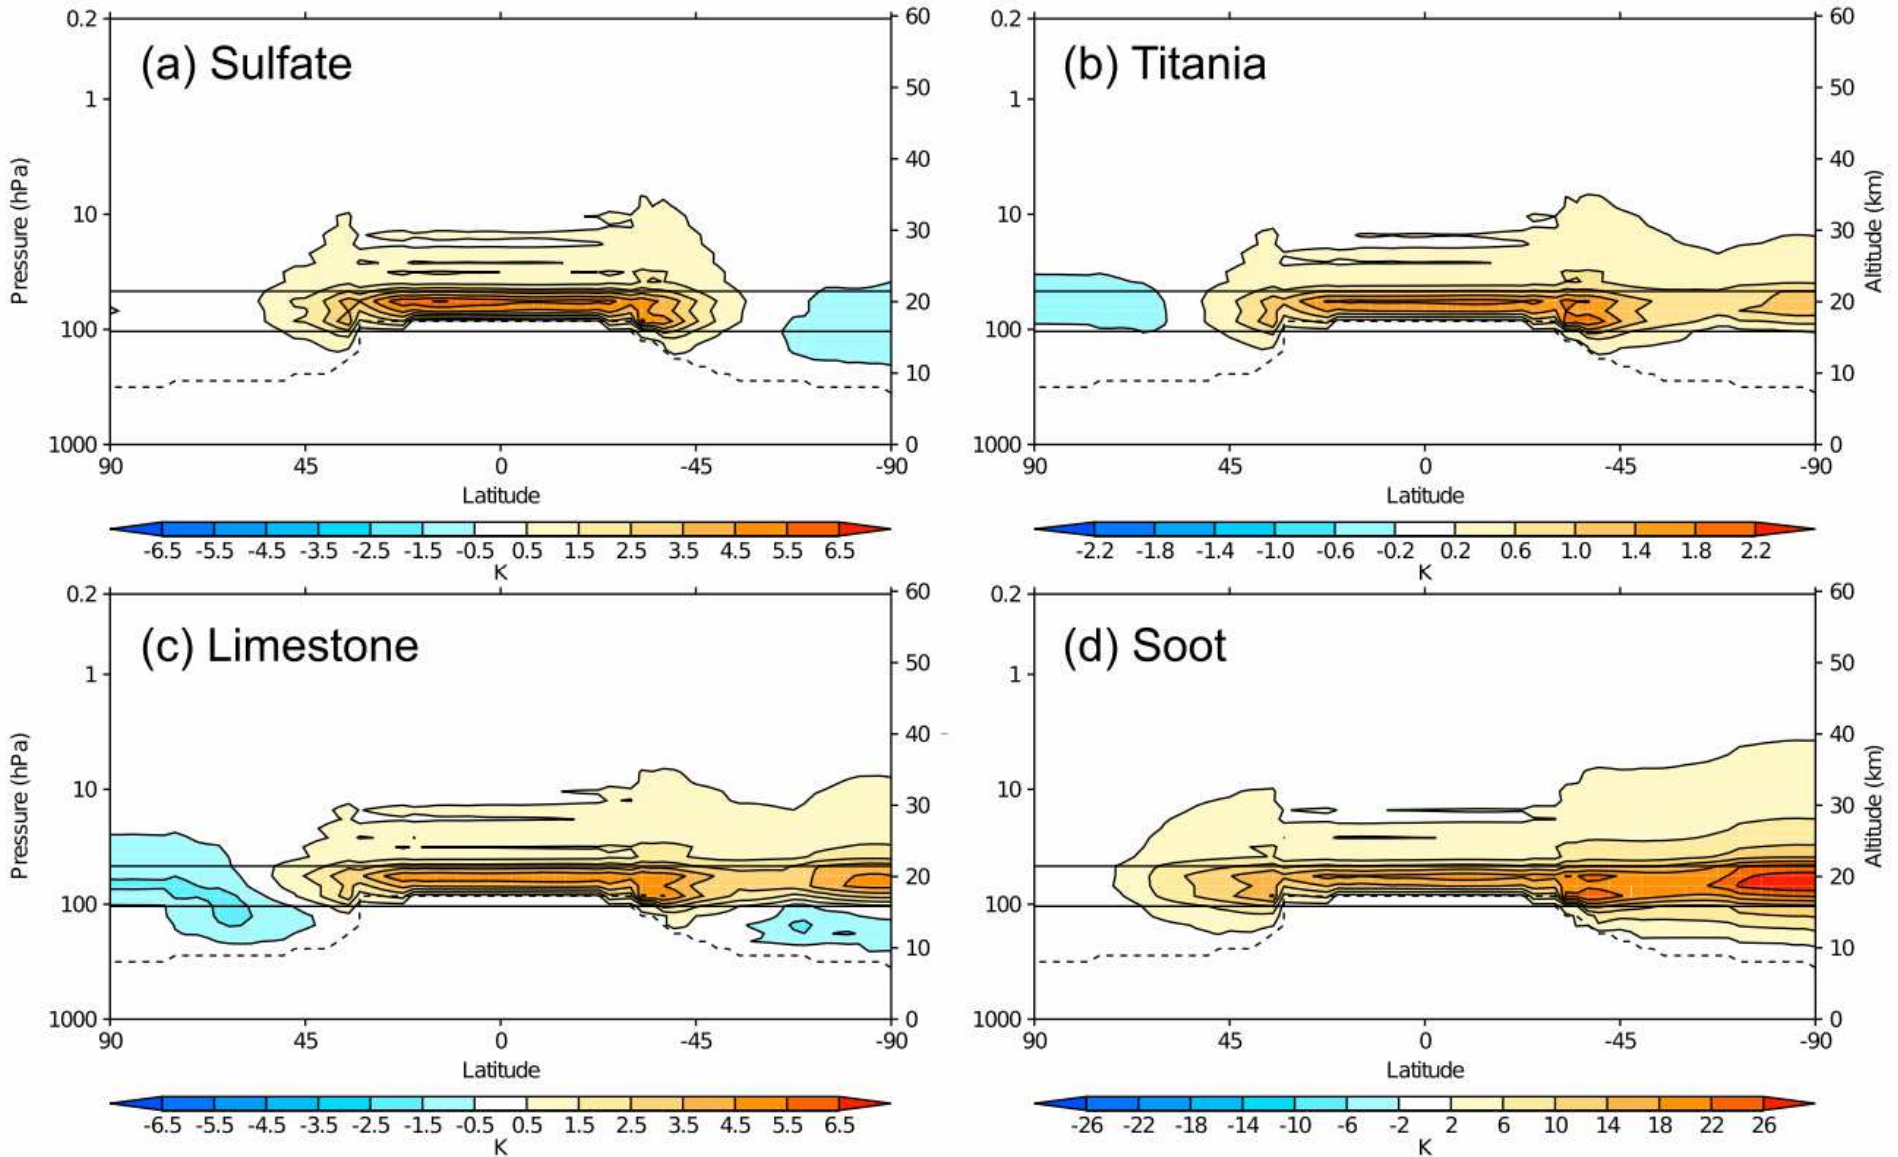 (a) Sulfate
0.2
1
10
100
1000
Pressure (hPa)
60
50
40
30
20
10
0
90 45 0 -45 -90
Latitude
-6.5 -5.5 -4.5 -3.5 -2.5 -1.5 -0.5 0.5 1.5 2.5 3.5 4.5 5.5 6.5
K
(b) Titania
0.2
1
10
100
1000
60
50
40
30
20
10
0
Altitude (km)
90 45 0 -45 -90
Latitude
-2.2 -1.8 -1.4 -1.0 -0.6 -0.2 0.2 0.6 1.0 1.4 1.8 2.2
K
(c) Limestone
0.2
1
10
100
1000
Pressure (hPa)
60
50
40
30
20
10
0
90 45 0 -45 -90
Latitude
-6.5 -5.5 -4.5 -3.5 -2.5 -1.5 -0.5 0.5 1.5 2.5 3.5 4.5 5.5 6.5
K
(d) Soot
0.2
1
10
100
1000
60
50
40
30
20
10
0
Altitude (km)
90 45 0 -45 -90
Latitude
-26 -22 -18 -14 -10 -6 -2 2 6 10 14 18 22 26
K